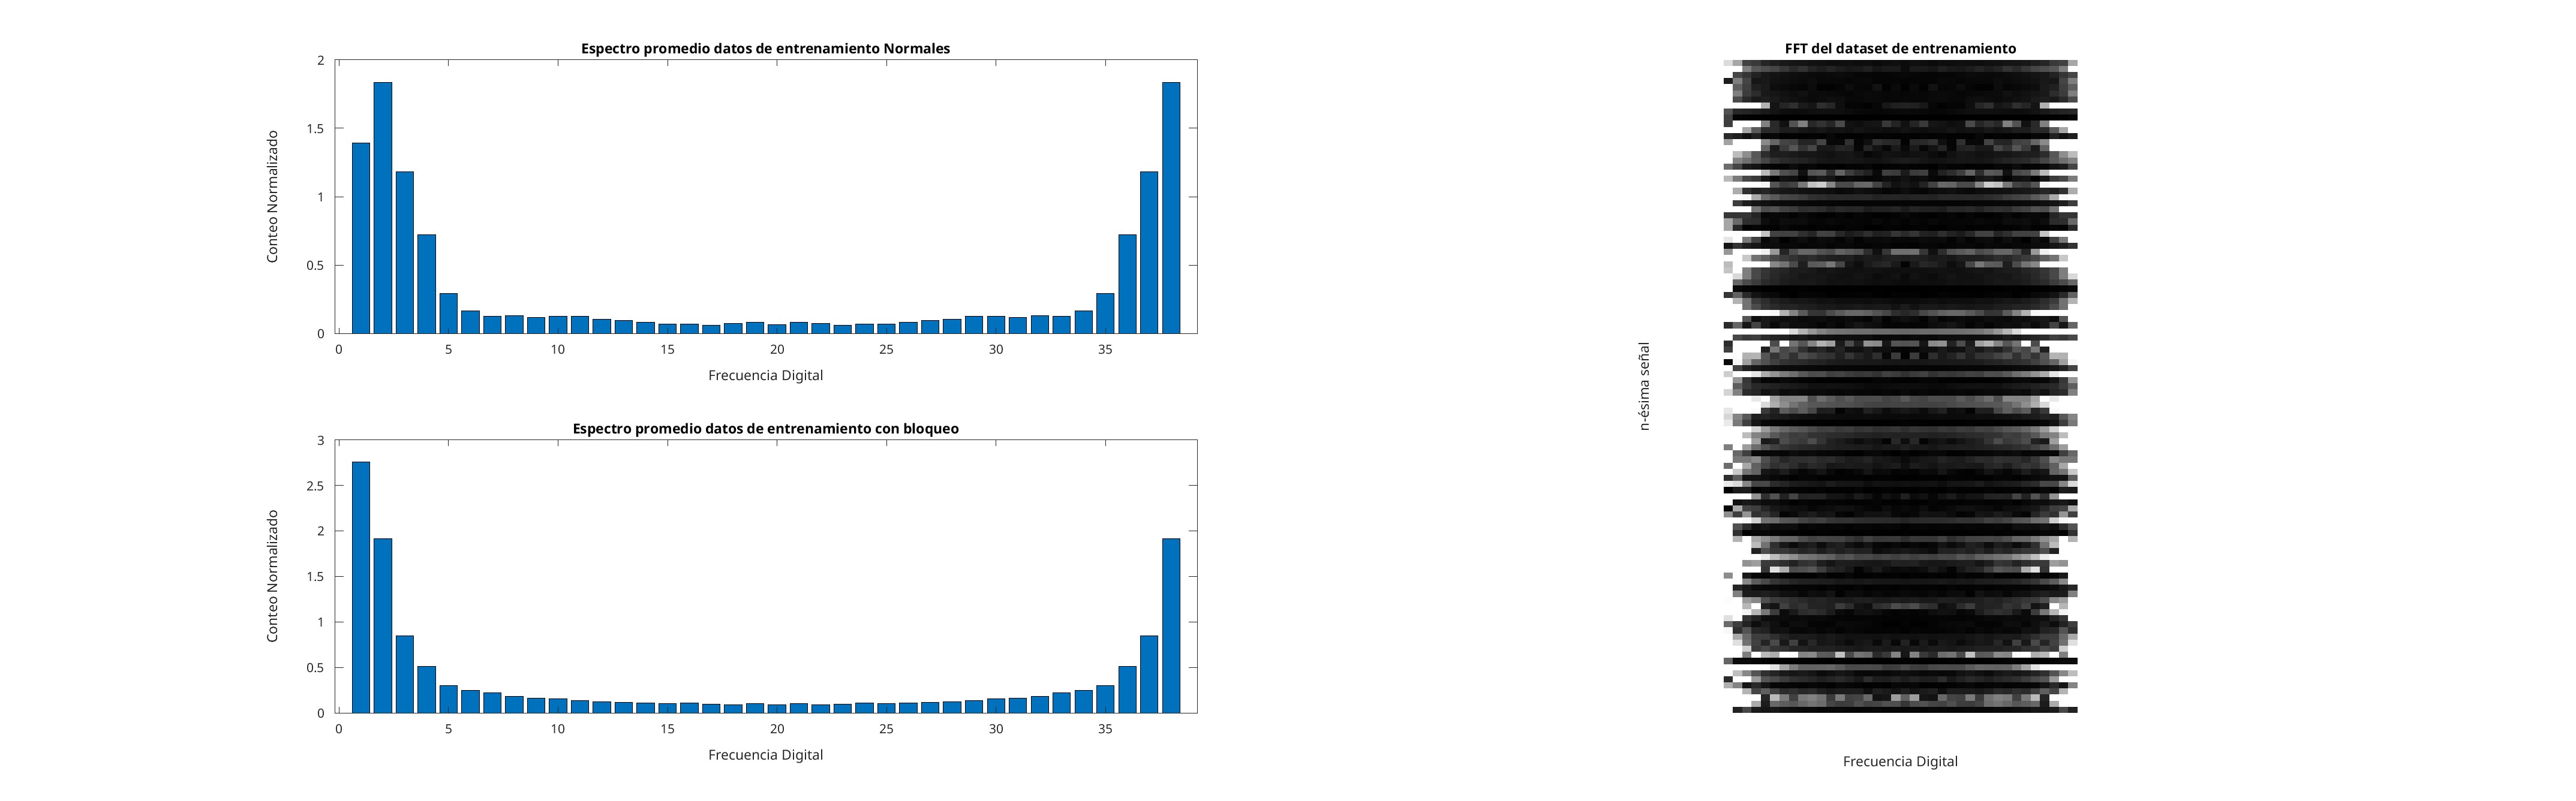 Espectro promedio datos de entrenamiento Normales
2
1.5
1
0.5
0
Conteo Normalizado
0 5 10 15 20 25 30 35
Frecuencia Digital
Espectro promedio datos de entrenamiento con bloqueo
3
2.5
2
1.5
1
0.5
0
Conteo Normalizado
0 5 10 15 20 25 30 35
Frecuencia Digital
FFT del dataset de entrenamiento
n-ésima señal
Frecuencia Digital